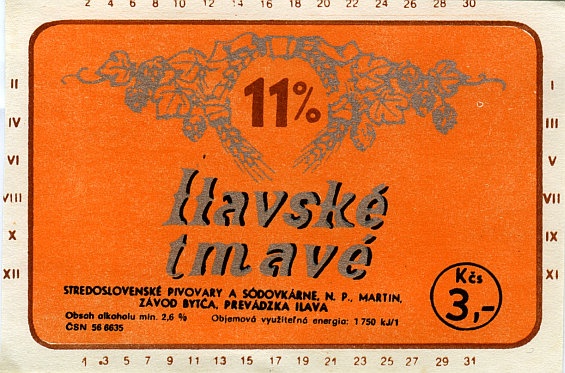 2 4 6 8 10 12 14 16 18 20 22 24 26 28 30
II
IV
VI
VIII
X
XII
I
III
V
VII
IX
XI
11%
Ilavské
tmavé
STREDOSLOVENSKÉ PIVOVARY A SÓDOVKÁRNE, N. P., MARTIN,
ZÁVOD BYTČA, PREVÁDZKA ILAVA
Obsah alkoholu min. 2,6 % Objemová využiteľná energia: 1 750 kJ/1
ČSN 56 6635
Kčs
3,-
1 3 5 7 9 11 13 15 17 19 21 23 25 27 29 31